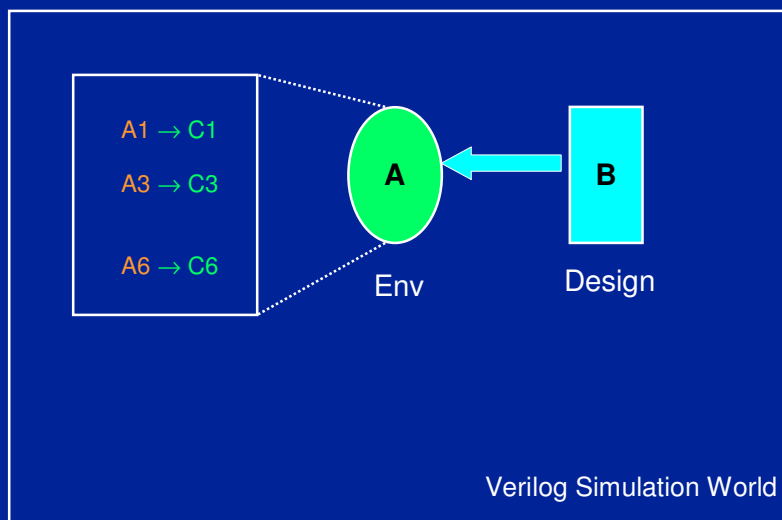 A1 → C1
A3 → C3
A6 → C6
A
B
Env
Design
Verilog Simulation World